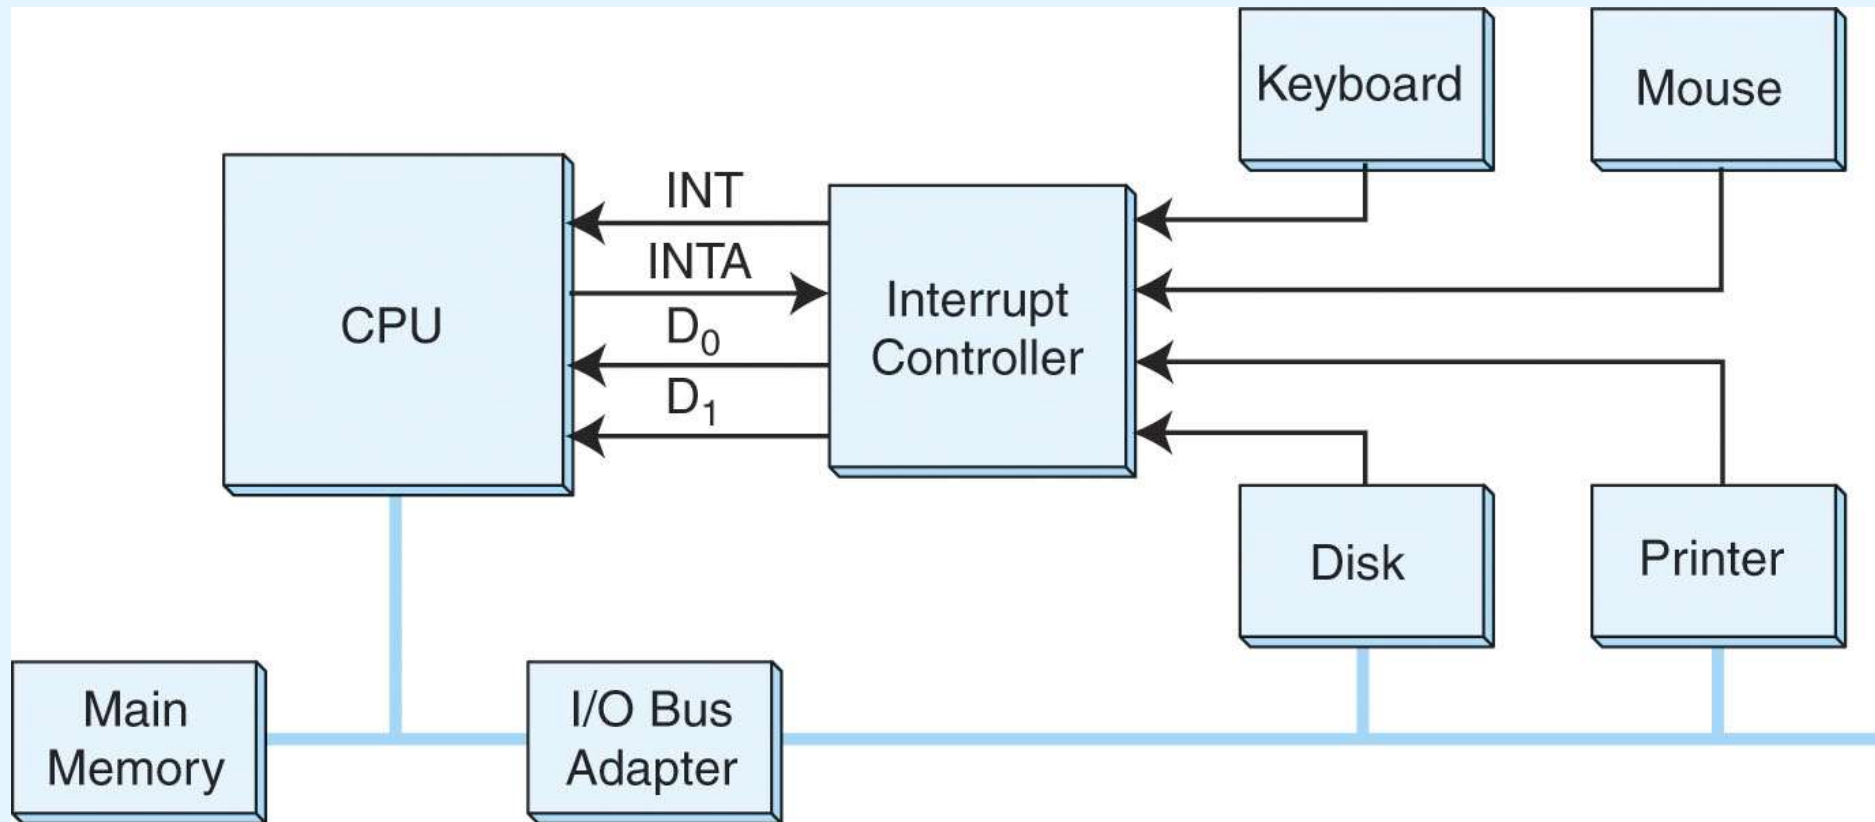 Keyboard
Mouse
INT
INTA
D₀
D₁
CPU
Interrupt
Controller
Disk
Printer
Main
Memory
I/O Bus
Adapter